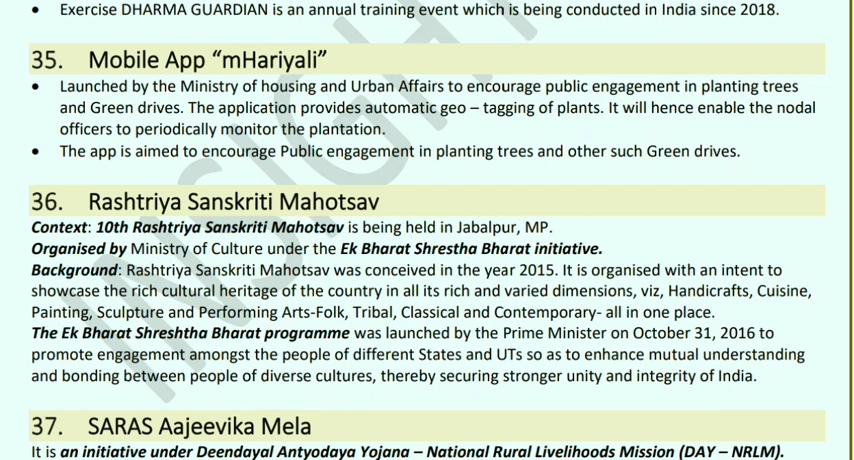 • Exercise DHARMA GUARDIAN is an annual training event which is being conducted in India since 2018.
35. Mobile App “mHariyali”
• Launched by the Ministry of housing and Urban Affairs to encourage public engagement in planting trees
and Green drives. The application provides automatic geo – tagging of plants. It will hence enable the nodal
officers to periodically monitor the plantation.
• The app is aimed to encourage Public engagement in planting trees and other such Green drives.
36. Rashtriya Sanskriti Mahotsav
Context: 10th Rashtriya Sanskriti Mahotsav is being held in Jabalpur, MP.
Organised by Ministry of Culture under the Ek Bharat Shrestha Bharat initiative.
Background: Rashtriya Sanskriti Mahotsav was conceived in the year 2015. It is organised with an intent to
showcase the rich cultural heritage of the country in all its rich and varied dimensions, viz, Handicrafts, Cuisine,
Painting, Sculpture and Performing Arts-Folk, Tribal, Classical and Contemporary- all in one place.
The Ek Bharat Shreshtha Bharat programme was launched by the Prime Minister on October 31, 2016 to
promote engagement amongst the people of different States and UTs so as to enhance mutual understanding
and bonding between people of diverse cultures, thereby securing stronger unity and integrity of India.
37. SARAS Aajeevika Mela
It is an initiative under Deendayal Antyodaya Yojana – National Rural Livelihoods Mission (DAY – NRLM).
INSIGHT